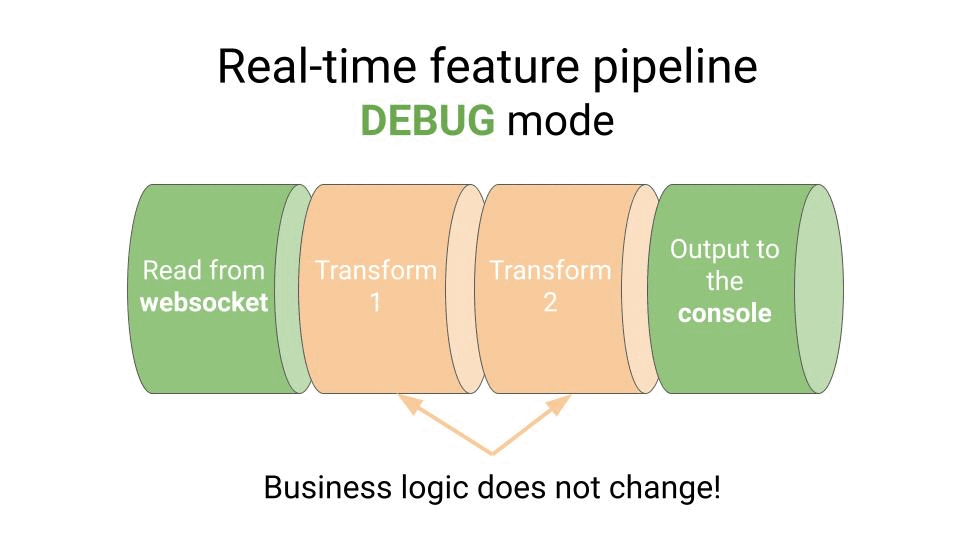 Real-time feature pipeline
DEBUG mode
Read from
websocket
Transform
1
Transform
2
Output to
the
console
Business logic does not change!